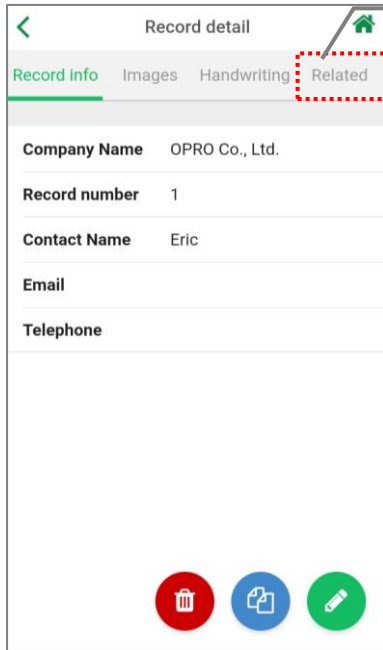 Record detail
Record info Images Handwriting Related
Company Name OPRO Co., Ltd.
Record number 1
Contact Name Eric
Email
Telephone